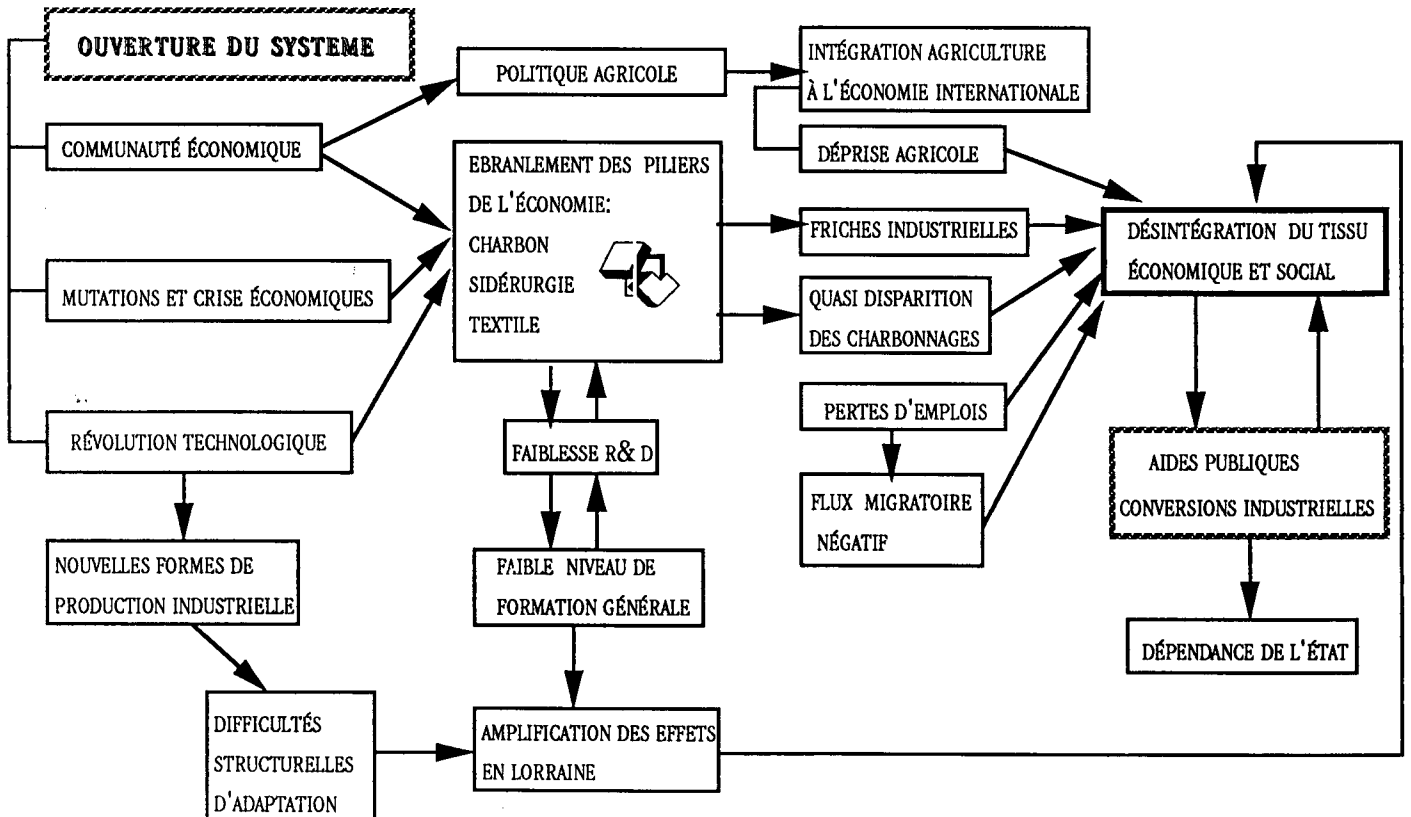 OUVERTURE DU SYSTEME
COMMUNAUTÉ ÉCONOMIQUE
MUTATIONS ET CRISE ÉCONOMIQUES
RÉVOLUTION TECHNOLOGIQUE
NOUVELLES FORMES DE
PRODUCTION INDUSTRIELLE
DIFFICULTÉS
STRUCTURELLES
D'ADAPTATION
POLITIQUE AGRICOLE
EBRANLEMENT DES PILIERS
DE L'ÉCONOMIE:
CHARBON
SIDÉRURGIE
TEXTILE
FAIBLESSE R& D
FAIBLE NIVEAU DE
FORMATION GÉNÉRALE
AMPLIFICATION DES EFFETS
EN LORRAINE
INTÉGRATION AGRICULTURE
À L'ÉCONOMIE INTERNATIONALE
DÉPRISE AGRICOLE
FRICHES INDUSTRIELLES
QUASI DISPARITION
DES CHARBONNAGES
PERTES D'EMPLOIS
FLUX MIGRATOIRE
NÉGATIF
DÉSINTÉGRATION DU TISSU
ÉCONOMIQUE ET SOCIAL
AIDES PUBLIQUES
CONVERSIONS INDUSTRIELLES
DÉPENDANCE DE L'ÉTAT